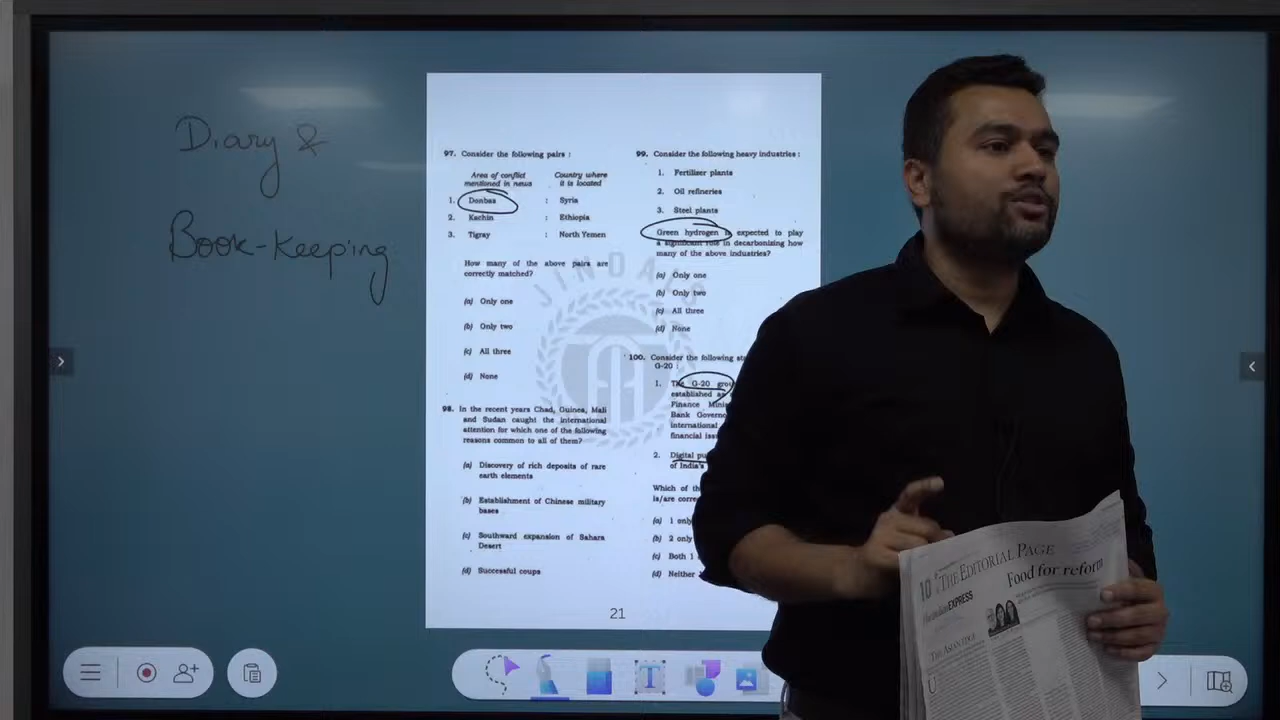 Diary &
Book-Keeping
97. Consider the following pairs :
Area of conflict mentioned in news
Country where it is located
1. Donbas : Syria
2. Kachin : Ethiopia
3. Tigray : North Yemen
How many of the above pairs are
correctly matched?
(a) Only one
(b) Only two
(c) All three
(d) None
98. In the recent years Chad, Guinea, Mali
and Sudan caught the international
attention for which one of the following
reasons common to all of them?
(a) Discovery of rich deposits of rare
earth elements
(b) Establishment of Chinese military
bases
(c) Southward expansion of Sahara
Desert
(d) Successful coups
99. Consider the following heavy industries :
1. Fertilizer plants
2. Oil refineries
3. Steel plants
Green hydrogen is expected to play
a significant role in decarbonizing how
many of the above industries?
(a) Only one
(b) Only two
(c) All three
(d) None
100. Consider the following
G-20 :
1. The G-20
established
Finance
Bank
international
financial
2. Digital
of India's
Which of
is/are
(a) 1 only
(b) 2 only
(c) Both 1
(d) Neither
21
JINDAL
10
THE EDITORIAL PAGE
Food for reform
EXPRESS
THE ASIAN EDGE
T